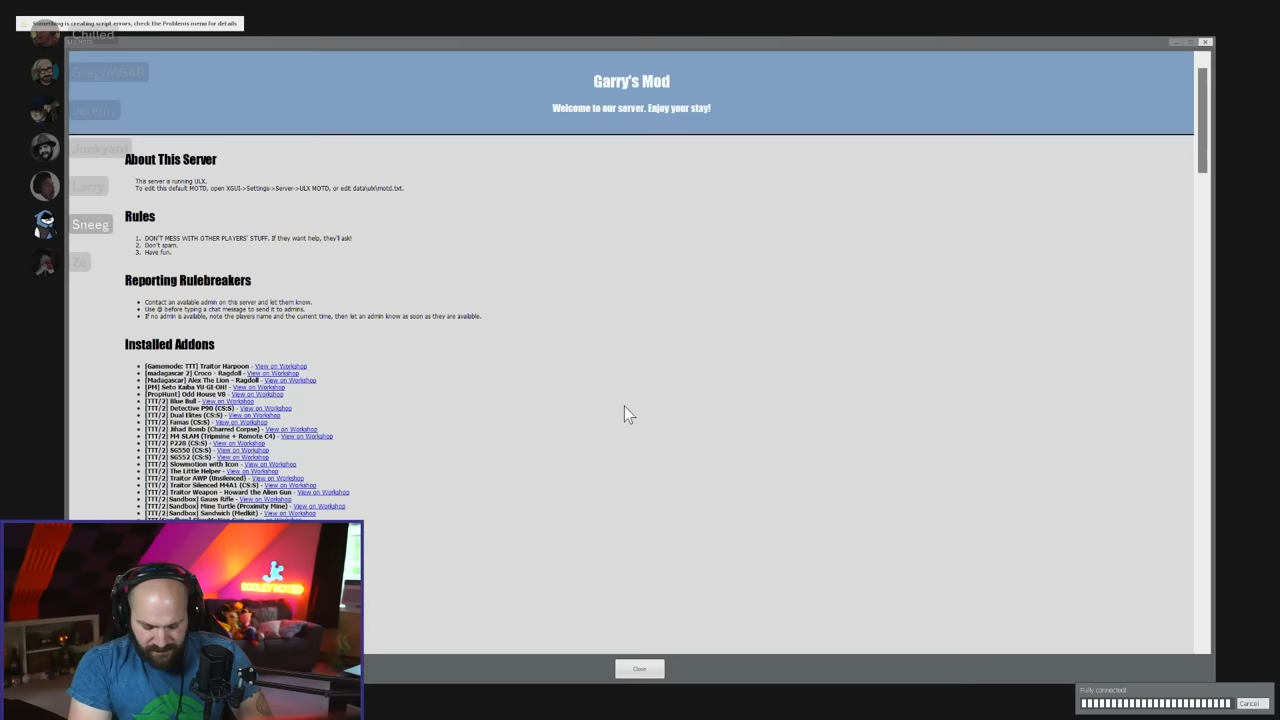 Something is creating script errors, check the Problems menu for details
Chilled
ULX MOTD
Greg/MGAR
Jeremy
Junkyard
Larry
Sneeg
Ze
Garry's Mod
Welcome to our server. Enjoy your stay!
About This Server
This server is running ULX.
To edit this default MOTD, open XGUI->Settings->Server->ULX MOTD, or edit data\ulx\motd.txt.
Rules
1. DON'T MESS WITH OTHER PLAYERS' STUFF. If they want help, they'll ask!
2. Don't spam.
3. Have fun.
Reporting Rulebreakers
Contact an available admin on this server and let them know.
Use @ before typing a chat message to send it to admins.
If no admin is available, note the players name and the current time, then let an admin know as soon as they are available.
Installed Addons
[Gamemode: TTT] Traitor Harpoon - View on Workshop
[madagascar 2] Croco - Ragdoll - View on Workshop
[Madagascar] Alex The Lion - Ragdoll - View on Workshop
[PM] Seto Kaiba YU-GI-OH! - View on Workshop
[PropHunt] Odd House V8 - View on Workshop
[TTT/2] Blue Bull - View on Workshop
[TTT/2] Detective P90 (CS:S) - View on Workshop
[TTT/2] Dual Elites (CS:S) - View on Workshop
[TTT/2] Famas (CS:S) - View on Workshop
[TTT/2] Jihad Bomb (Charred Corpse) - View on Workshop
[TTT/2] M4 SLAM (Tripmine + Remote C4) - View on Workshop
[TTT/2] P228 (CS:S) - View on Workshop
[TTT/2] SG550 (CS:S) - View on Workshop
[TTT/2] SG552 (CS:S) - View on Workshop
[TTT/2] Slowmotion with Icon - View on Workshop
[TTT/2] The Little Helper - View on Workshop
[TTT/2] Traitor AWP (Unsilenced) - View on Workshop
[TTT/2] Traitor Silenced M4A1 (CS:S) - View on Workshop
[TTT/2] Traitor Weapon - Howard the Alien Gun - View on Workshop
[TTT/2|Sandbox] Gauss Rifle - View on Workshop
[TTT/2|Sandbox] Mine Turtle (Proximity Mine) - View on Workshop
[TTT/2|Sandbox] Sandwich (Medkit) - View on Workshop
Close
Fully connected!
Cancel